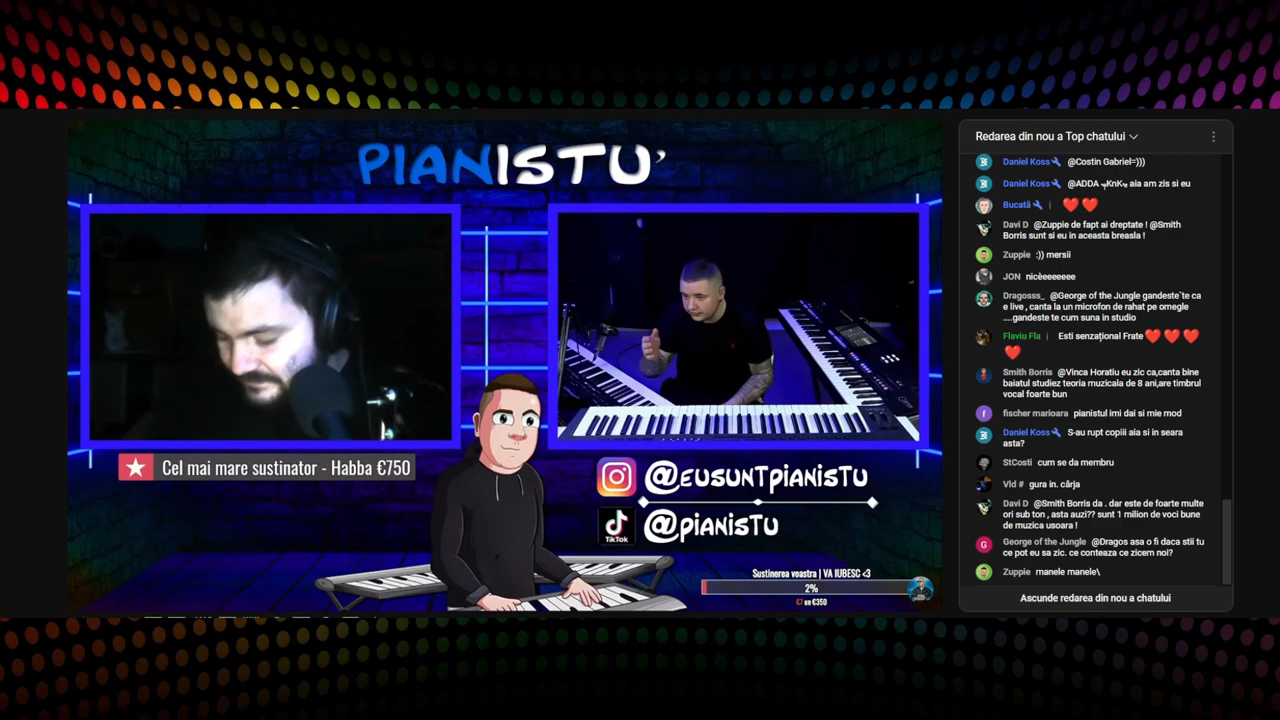 PIANISTU’
Cel mai mare sustinator - Habba €750
@EUSUNTPIANISTU
TikTok
@PIANISTU
Sustinerea voastra | VA IUBESC <3
2%
€7 en €350
Redarea din nou a Top chatului
Daniel Koss @Costin Gabriel=)))
Daniel Koss @ADDA KnK aia am zis si eu
Bucată ❤️❤️
Davi D @Zuppie de fapt ai dreptate ! @Smith
Borris sunt si eu in aceasta breasla !
Zuppie :)) mersii
JON nicèeeeeeee
Dragosss_ @George of the Jungle gandeste`te ca
e live , canta la un microfon de rahat pe omegle
....gandeste te cum suna in studio
Flaviu Fla Esti senzațional Frate❤️❤️❤️
❤️
Smith Borris @Vinca Horatiu eu zic ca,canta bine
baiatul studiez teoria muzicala de 8 ani,are timbrul
vocal foarte bun
fischer marioara pianistul imi dai si mie mod
Daniel Koss S-au rupt copiii aia si in seara
asta?
StCosti cum se da membru
Vld # gura in. cârja
Davi D @Smith Borris da . dar este de foarte multe
ori sub ton , asta auzi?? sunt 1 milion de voci bune
de muzica usoara !
George of the Jungle @Dragos asa o fi daca stii tu
ce pot eu sa zic. ce conteaza ce zicem noi?
Zuppie manele manele\
Ascunde redarea din nou a chatului